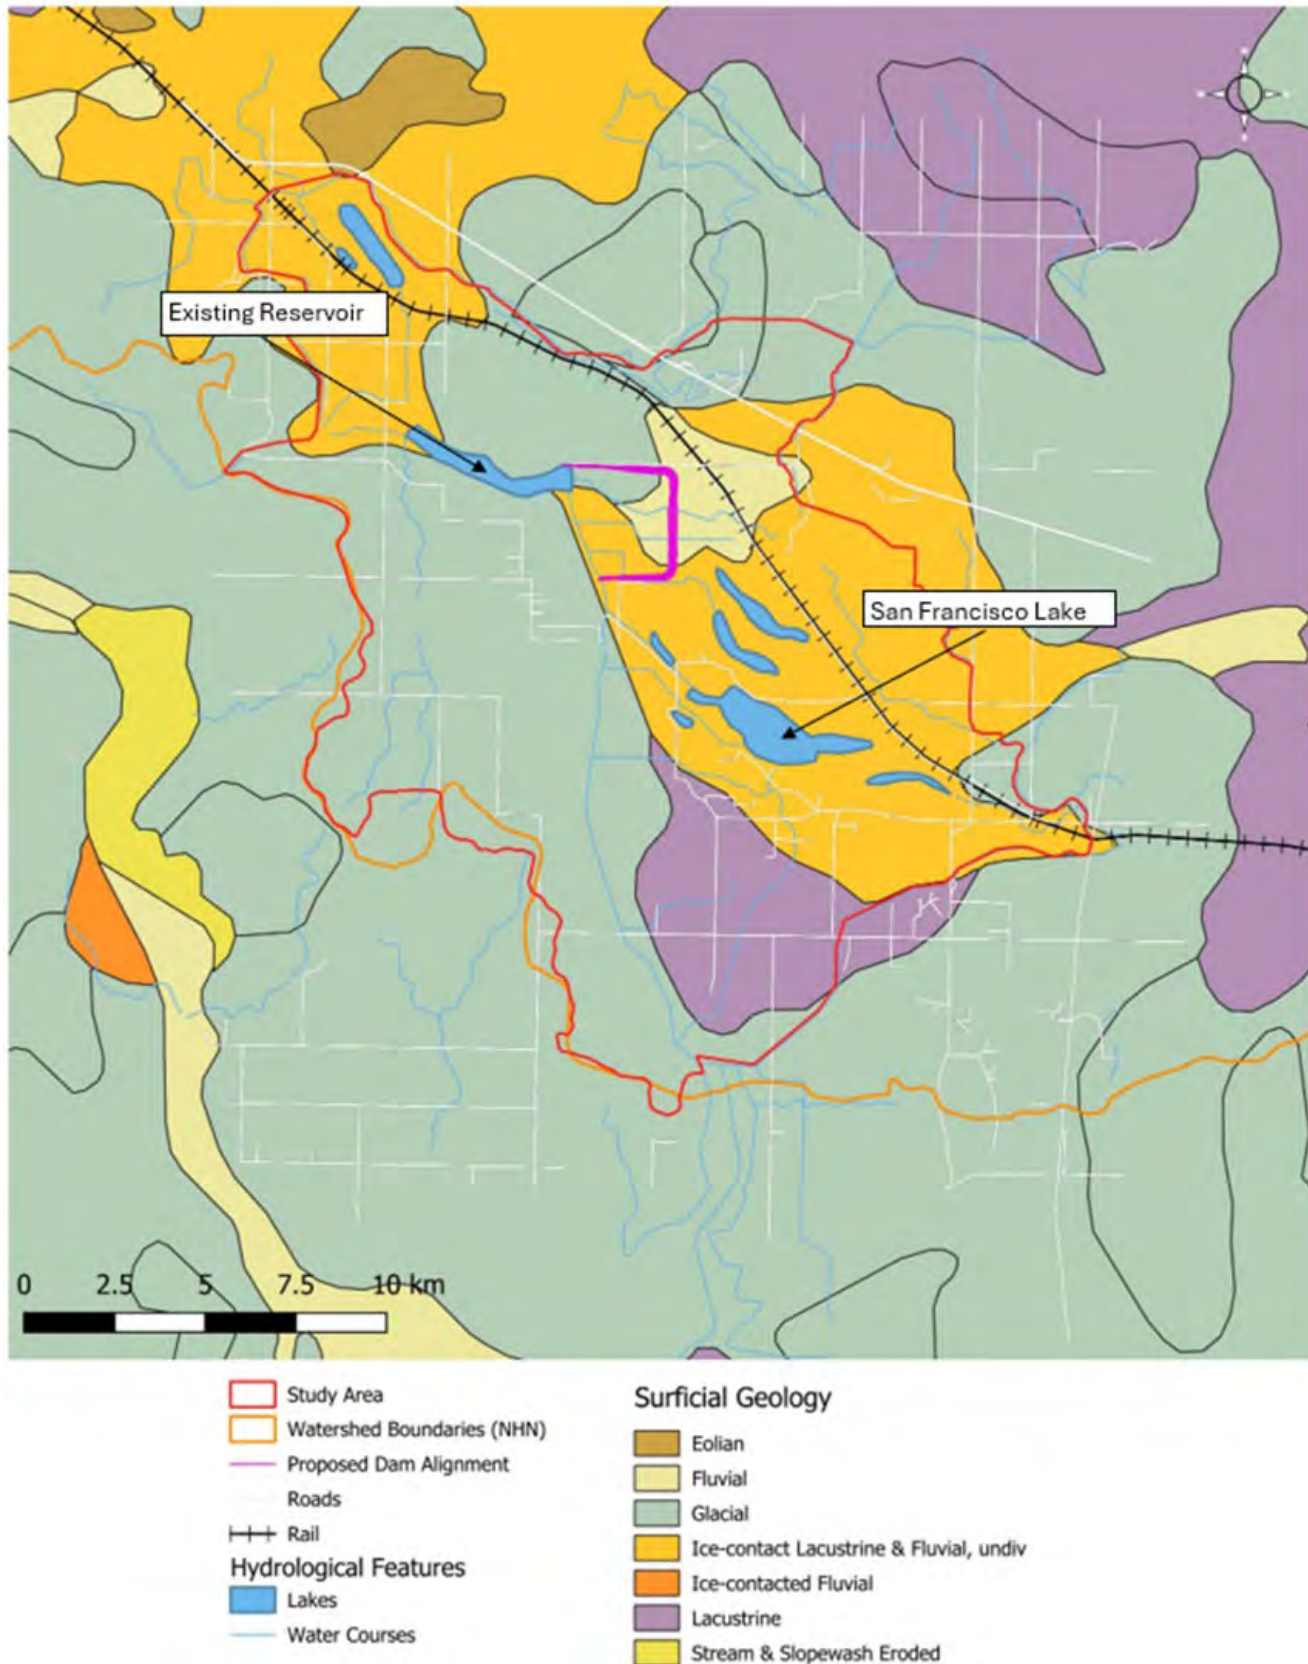 Existing Reservoir
San Francisco Lake
0 2.5 5 7.5 10 km
Study Area
Watershed Boundaries (NHN)
Proposed Dam Alignment
Roads
Rail
Hydrological Features
Lakes
Water Courses
Surficial Geology
Eolian
Fluvial
Glacial
Ice-contact Lacustrine & Fluvial, undiv
Ice-contacted Fluvial
Lacustrine
Stream & Slopewash Eroded